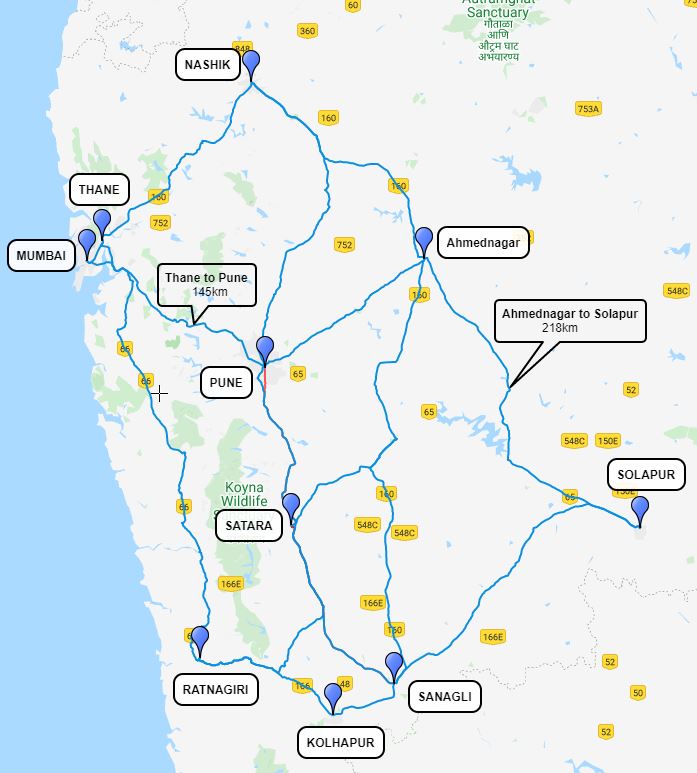 60
Autramghat
Sanctuary
गौताळा
आणि
औट्रम घाट
अभयारण्य
360
848
NASHIK
160
753A
THANE
160
160
752
MUMBAI
752
Ahmednagar
Thane to Pune
145km
160
548C
Ahmednagar to Solapur
218km
66
PUNE
65
66
52
65
548C
150E
Koyna
Wildlife
SOLAPUR
160
65
150E
66
SATARA
548C
548C
166E
166E
160
166E
52
RATNAGIRI
166
48
SANAGLI
50
KOLHAPUR
52